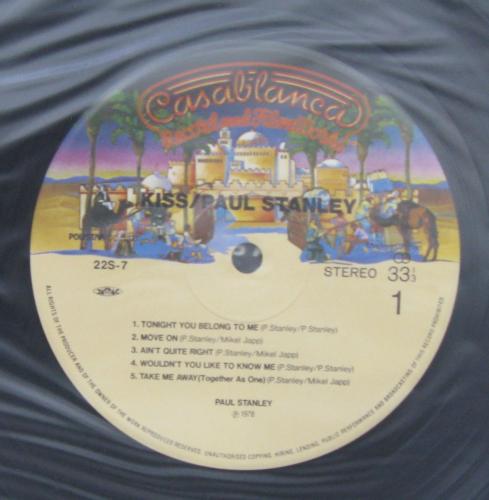 Casablanca
Record and FilmWorks
KISS/PAUL STANLEY
22S-7
STEREO 33 1/3
1
1. TONIGHT YOU BELONG TO ME (P.Stanley/P.Stanley)
2. MOVE ON (P.Stanley/Mikel Japp)
3. AIN'T QUITE RIGHT (P.Stanley/Mikel Japp)
4. WOULDN'T YOU LIKE TO KNOW ME (P.Stanley/P.Stanley)
5. TAKE ME AWAY (Together As One) (P.Stanley/Mikel Japp)
PAUL STANLEY
Ⓟ 1978
ALL RIGHTS OF THE PRODUCER AND OF THE OWNER OF THE WORK REPRODUCED RESERVED. UNAUTHORISED COPYING, HIRING, LENDING, PUBLIC PERFORMANCE AND BROADCASTING OF THIS RECORD PROHIBITED